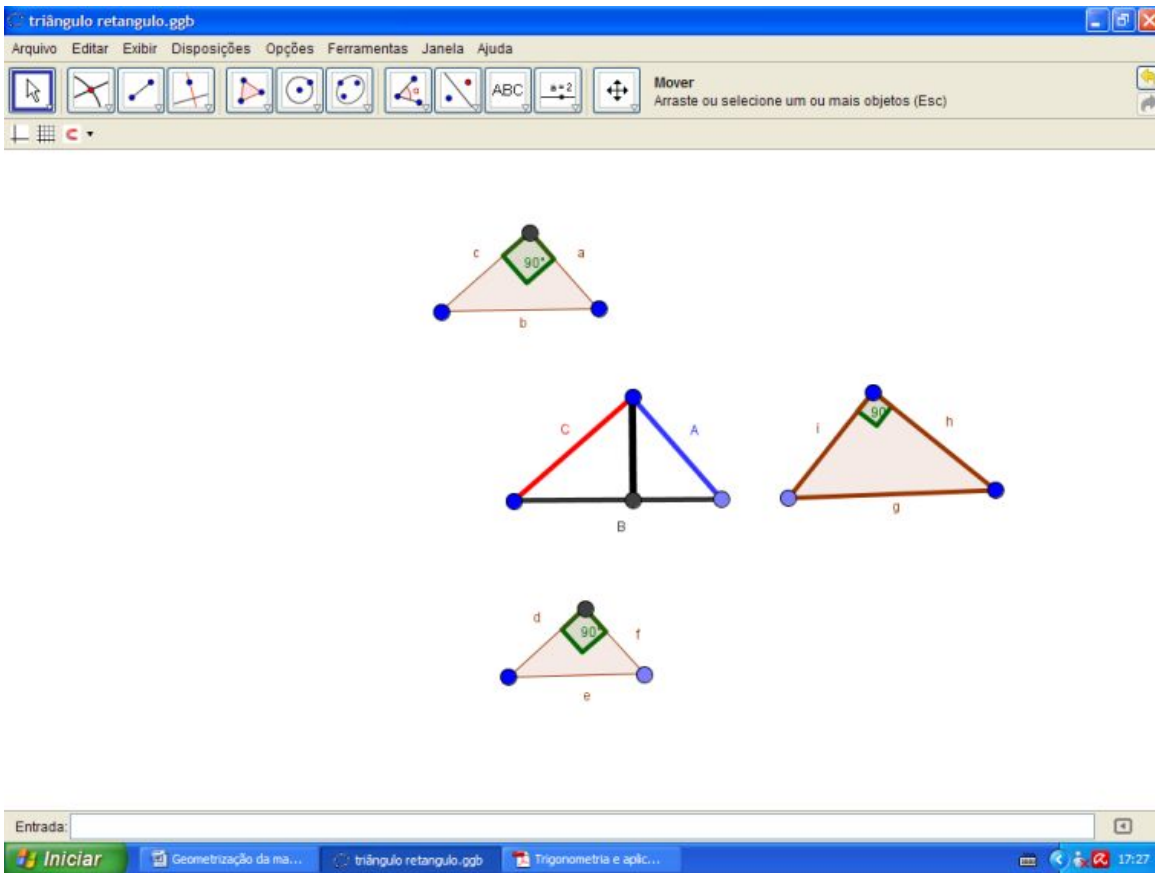 triângulo retangulo.ggb
Arquivo Editar Exibir Disposições Opções Ferramentas Janela Ajuda
ABC a=2 Mover
Arraste ou selecione um ou mais objetos (Esc)
c a
90°
b
C A
B
i h
90
g
d f
90°
e
Entrada:
Iniciar Geometrização da ma... triângulo retangulo.ggb Trigonometria e aplic... 17:27